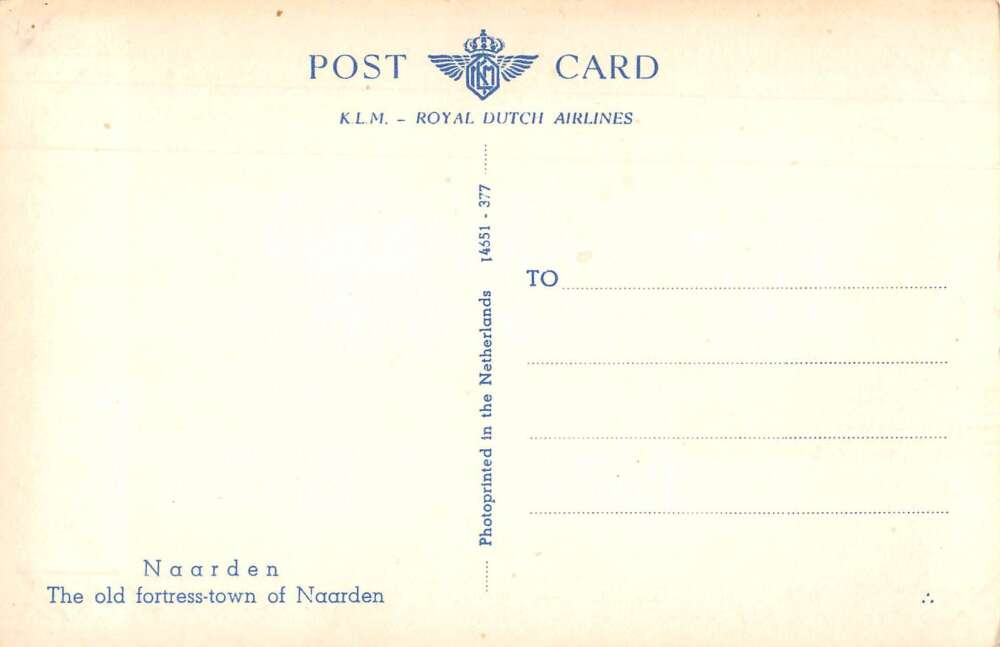 POST CARD
KLM
K.L.M. – ROYAL DUTCH AIRLINES
Photoprinted in the Netherlands 14651 - 377
TO
Naarden
The old fortress-town of Naarden